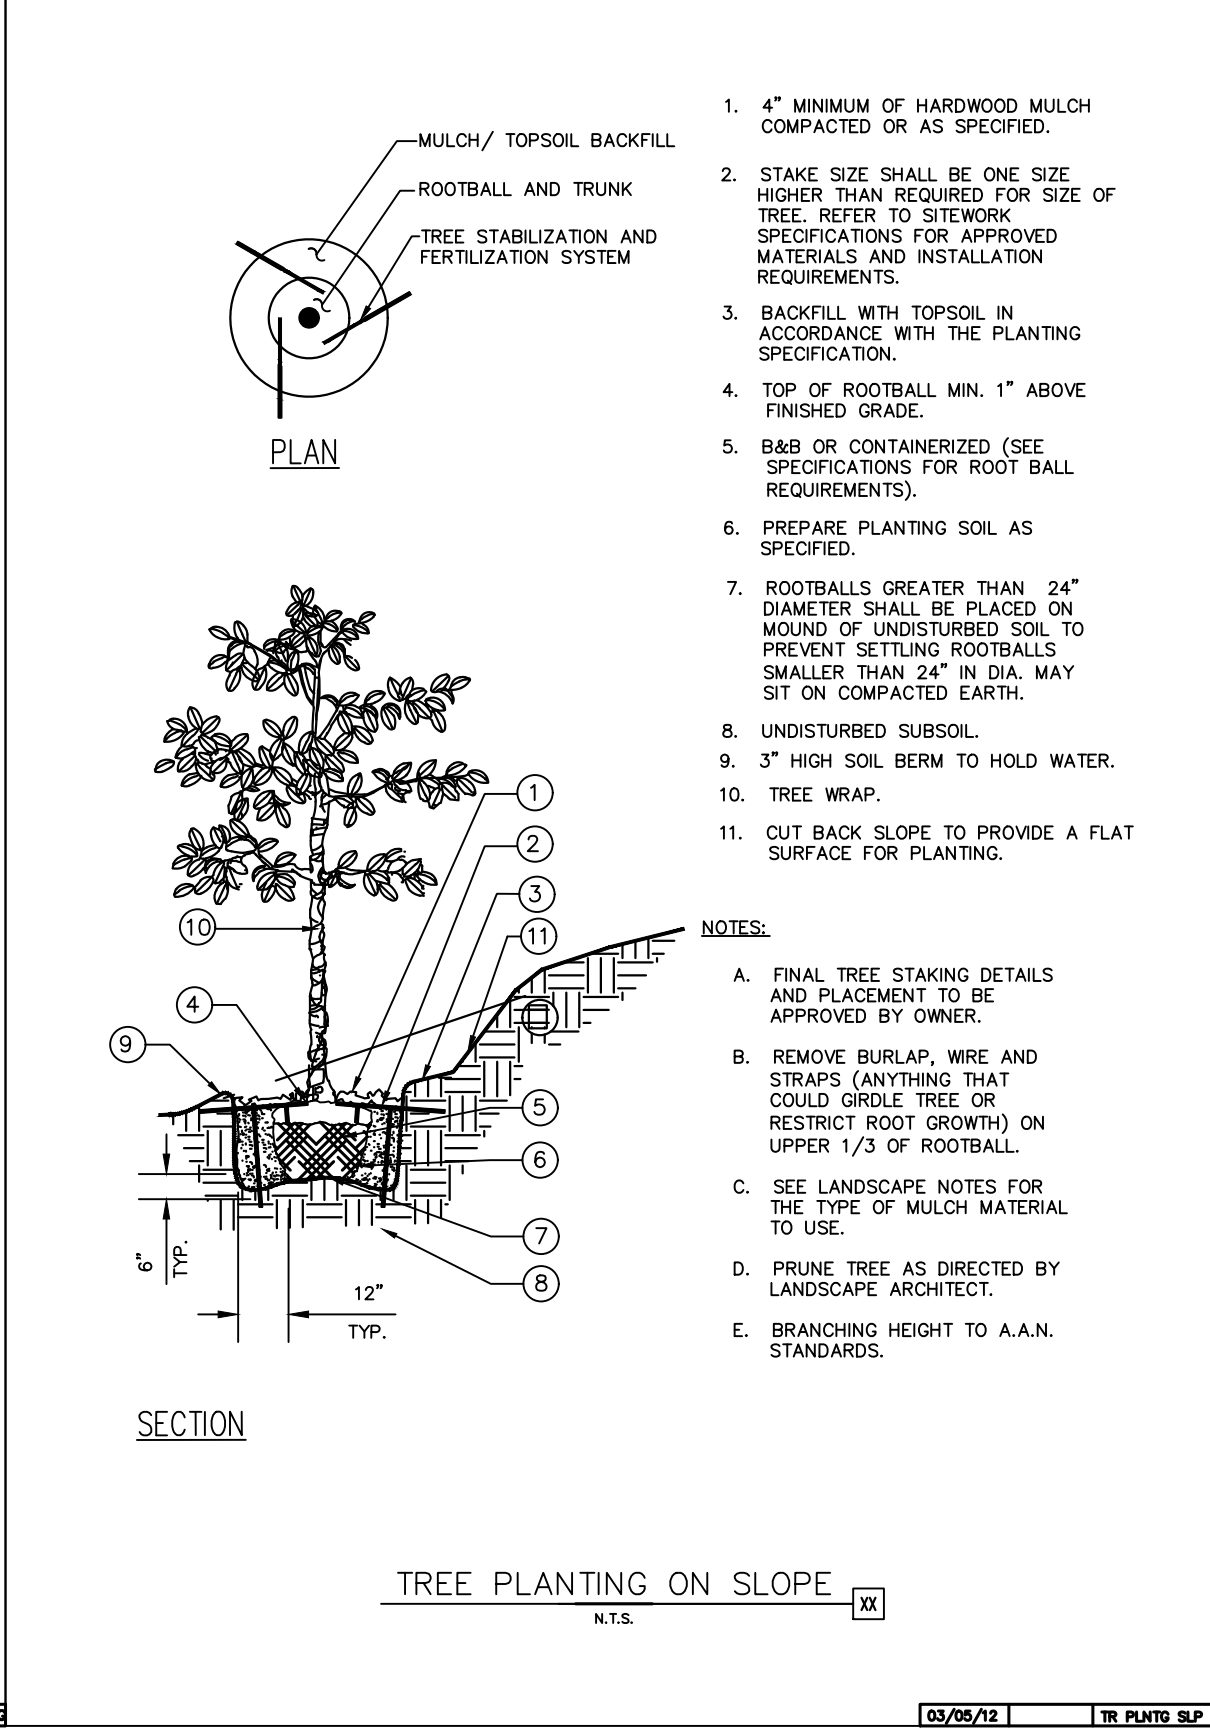 MULCH/ TOPSOIL BACKFILL
ROOTBALL AND TRUNK
TREE STABILIZATION AND
FERTILIZATION SYSTEM
PLAN
1. 4" MINIMUM OF HARDWOOD MULCH
COMPACTED OR AS SPECIFIED.
2. STAKE SIZE SHALL BE ONE SIZE
HIGHER THAN REQUIRED FOR SIZE OF
TREE. REFER TO SITEWORK
SPECIFICATIONS FOR APPROVED
MATERIALS AND INSTALLATION
REQUIREMENTS.
3. BACKFILL WITH TOPSOIL IN
ACCORDANCE WITH THE PLANTING
SPECIFICATION.
4. TOP OF ROOTBALL MIN. 1" ABOVE
FINISHED GRADE.
5. B&B OR CONTAINERIZED (SEE
SPECIFICATIONS FOR ROOT BALL
REQUIREMENTS).
6. PREPARE PLANTING SOIL AS
SPECIFIED.
7. ROOTBALLS GREATER THAN 24"
DIAMETER SHALL BE PLACED ON
MOUND OF UNDISTURBED SOIL TO
PREVENT SETTLING ROOTBALLS
SMALLER THAN 24" IN DIA. MAY
SIT ON COMPACTED EARTH.
8. UNDISTURBED SUBSOIL.
9. 3" HIGH SOIL BERM TO HOLD WATER.
10. TREE WRAP.
11. CUT BACK SLOPE TO PROVIDE A FLAT
SURFACE FOR PLANTING.
NOTES:
A. FINAL TREE STAKING DETAILS
AND PLACEMENT TO BE
APPROVED BY OWNER.
B. REMOVE BURLAP, WIRE AND
STRAPS (ANYTHING THAT
COULD GIRDLE TREE OR
RESTRICT ROOT GROWTH) ON
UPPER 1/3 OF ROOTBALL.
C. SEE LANDSCAPE NOTES FOR
THE TYPE OF MULCH MATERIAL
TO USE.
D. PRUNE TREE AS DIRECTED BY
LANDSCAPE ARCHITECT.
E. BRANCHING HEIGHT TO A.A.N.
STANDARDS.
1
2
3
11
10
4
9
5
6
7
8
6"
TYP.
12"
TYP.
SECTION
TREE PLANTING ON SLOPE
XX
N.T.S.
03/05/12
TR PLNTG SLP